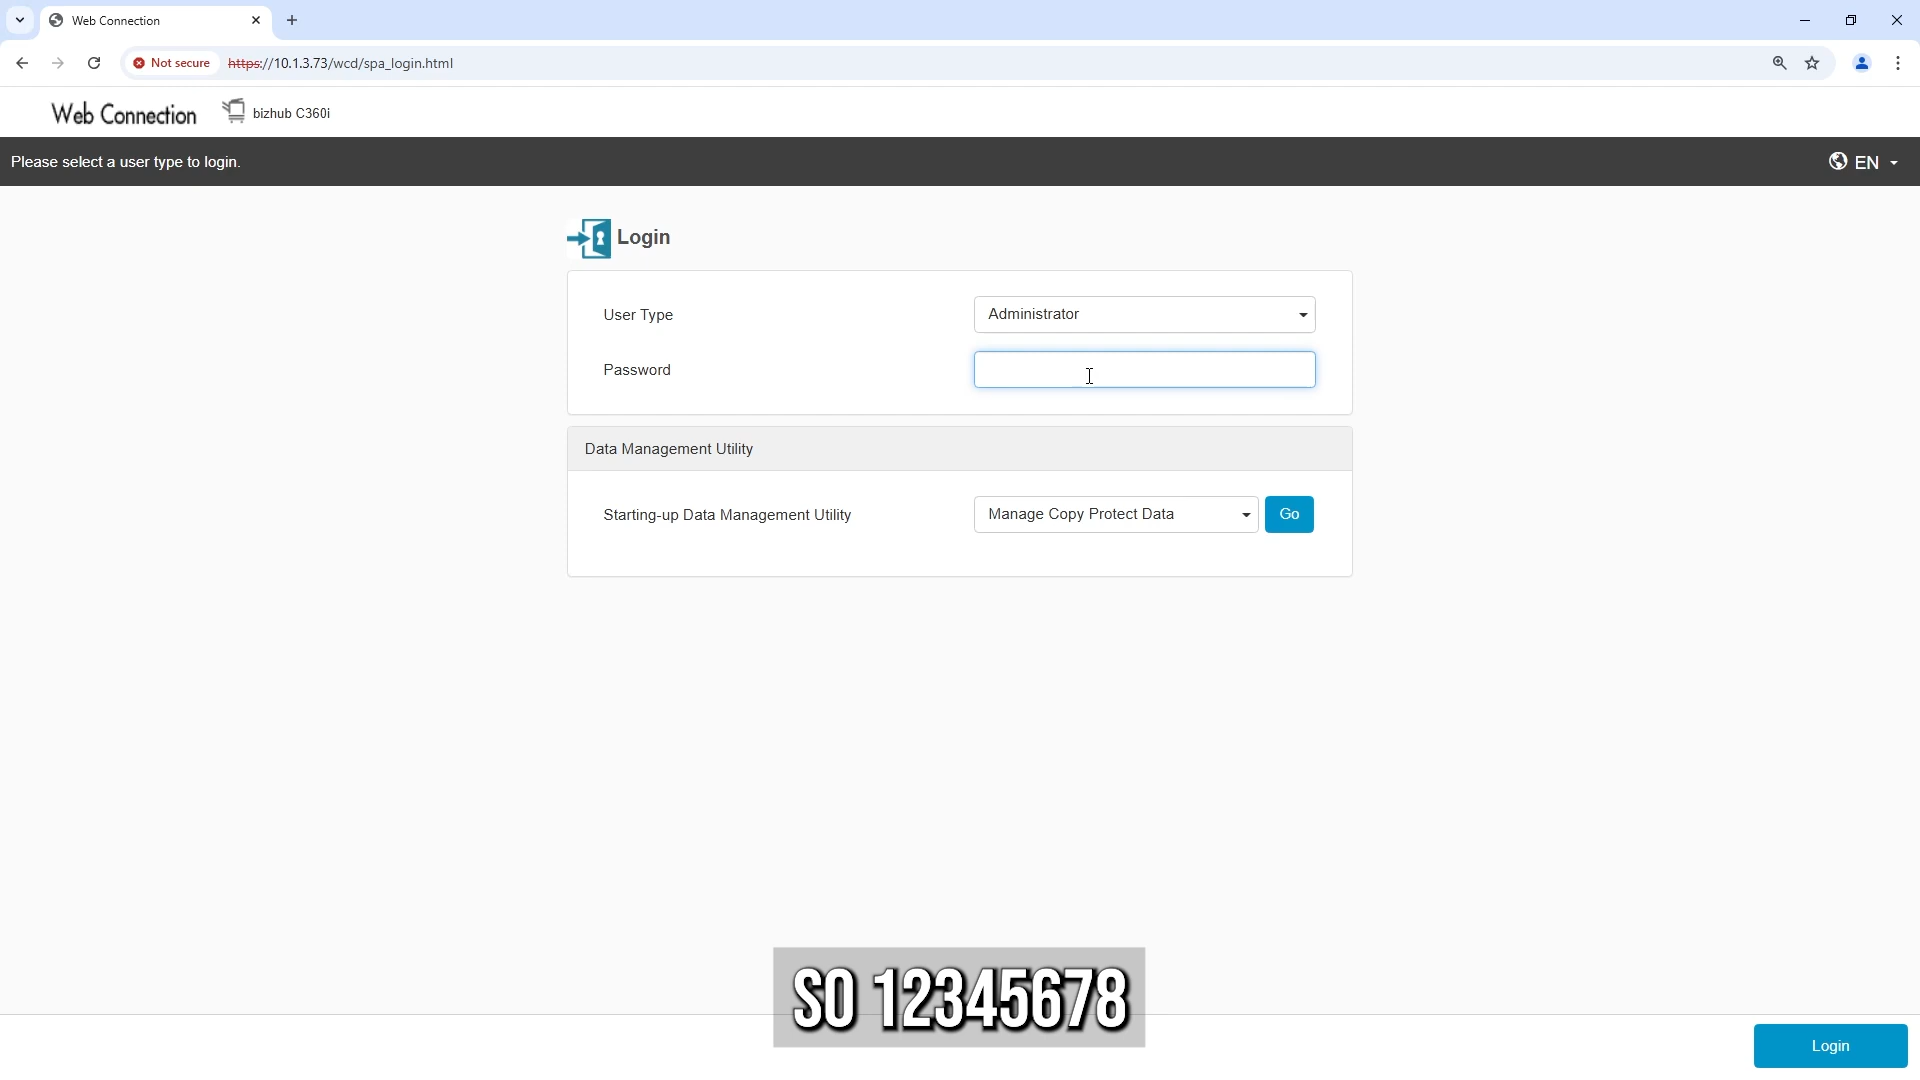 Web Connection
Not secure https://10.1.3.73/wcd/spa_login.html
Web Connection bizhub C360i
Please select a user type to login. EN
Login
User Type Administrator
Password
Data Management Utility
Starting-up Data Management Utility Manage Copy Protect Data Go
SO 12345678
Login